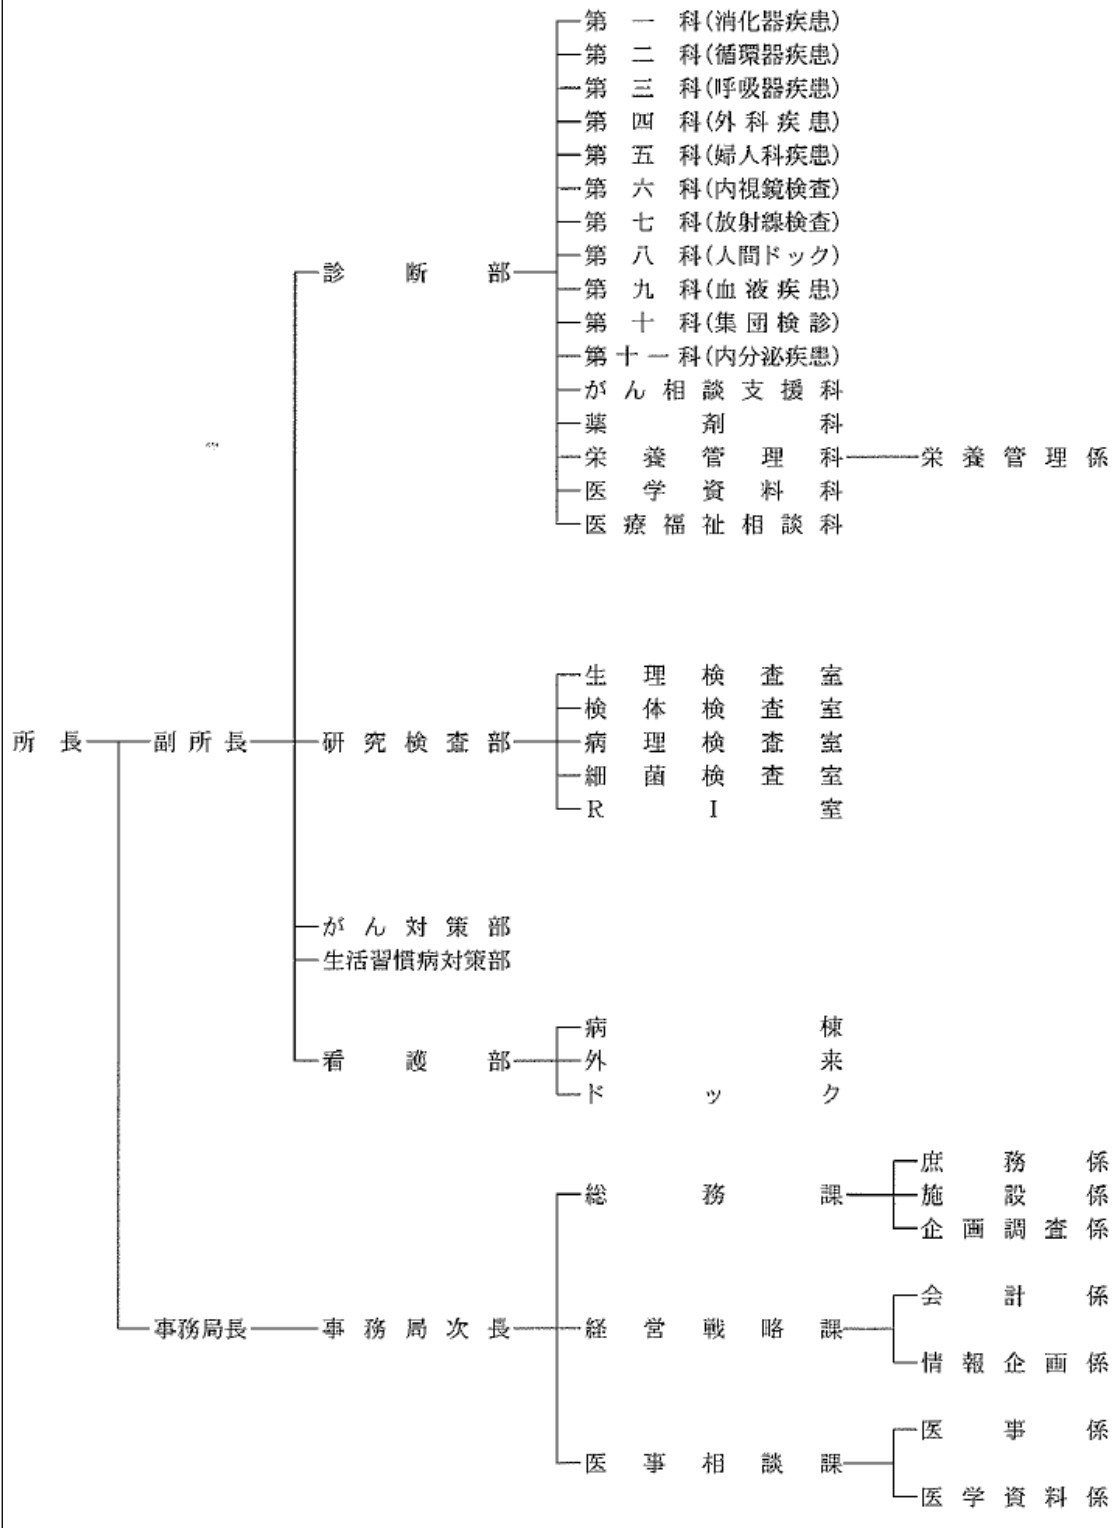 第一科(消化器疾患)
第二科(循環器疾患)
第三科(呼吸器疾患)
第四科(外科疾患)
第五科(婦人科疾患)
第六科(内視鏡検査)
第七科(放射線検査)
第八科(人間ドック)
診断部
第九科(血液疾患)
第十科(集団検診)
第十一科(内分泌疾患)
がん相談支援科
薬剤科
栄養管理科 栄養管理係
医学資料科
医療福祉相談科
生理検査室
検体検査室
所長 副所長 研究検査部 病理検査室
細菌検査室
RI室
がん対策部
生活習慣病対策部
病棟
看護部 外来
ドック
庶務係
総務課 施設係
企画調査係
会計係
事務局長 事務局次長 経営戦略課
情報企画係
医事係
医事相談課
医学資料係